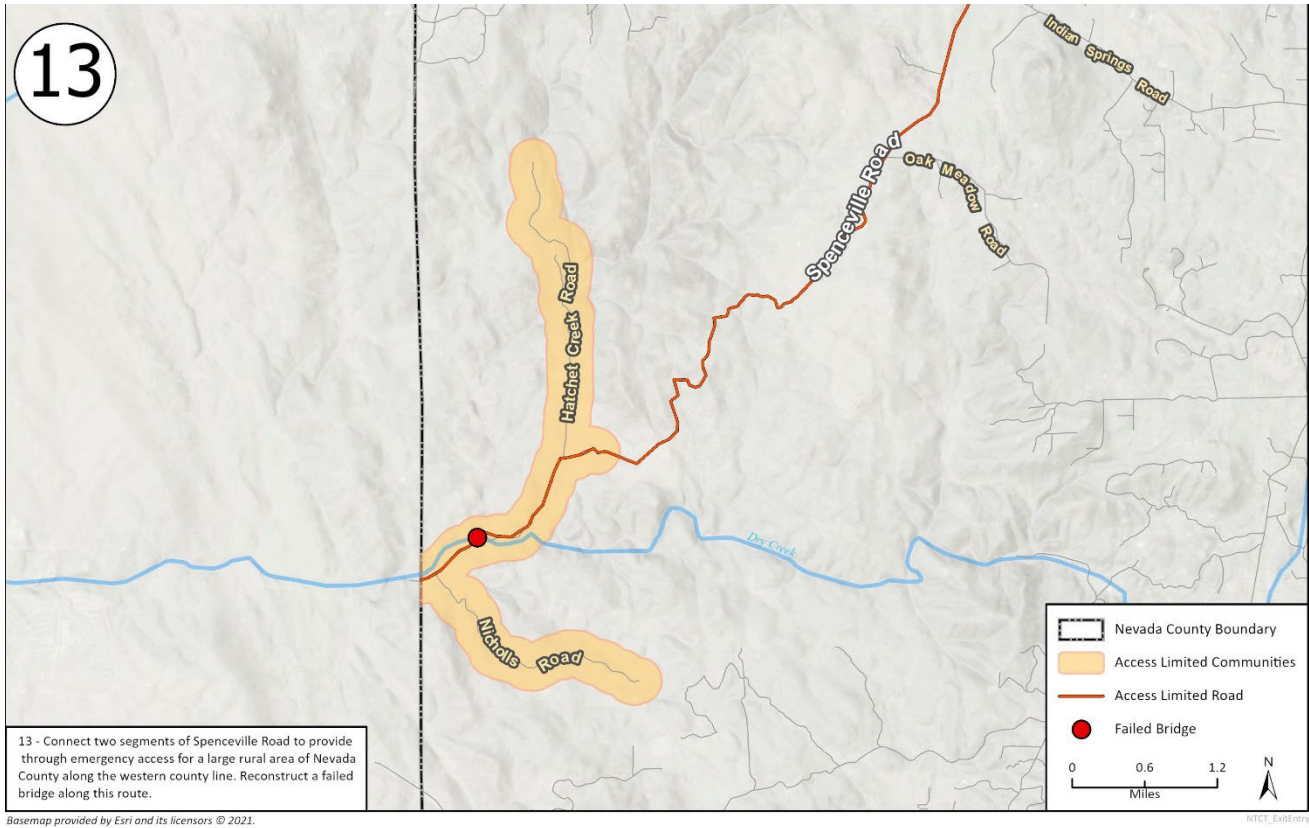 13
Indian Springs Road
Spenceville Road
Oak Meadow Road
Hatchet Creek Road
Dry Creek
Nicholls Road
Nevada County Boundary
Access Limited Communities
Access Limited Road
Failed Bridge
0 0.6 1.2
Miles
N
13 - Connect two segments of Spenceville Road to provide
through emergency access for a large rural area of Nevada
County along the western county line. Reconstruct a failed
bridge along this route.
Basemap provided by Esri and its licensors © 2021.
NTCT_ExitEntry